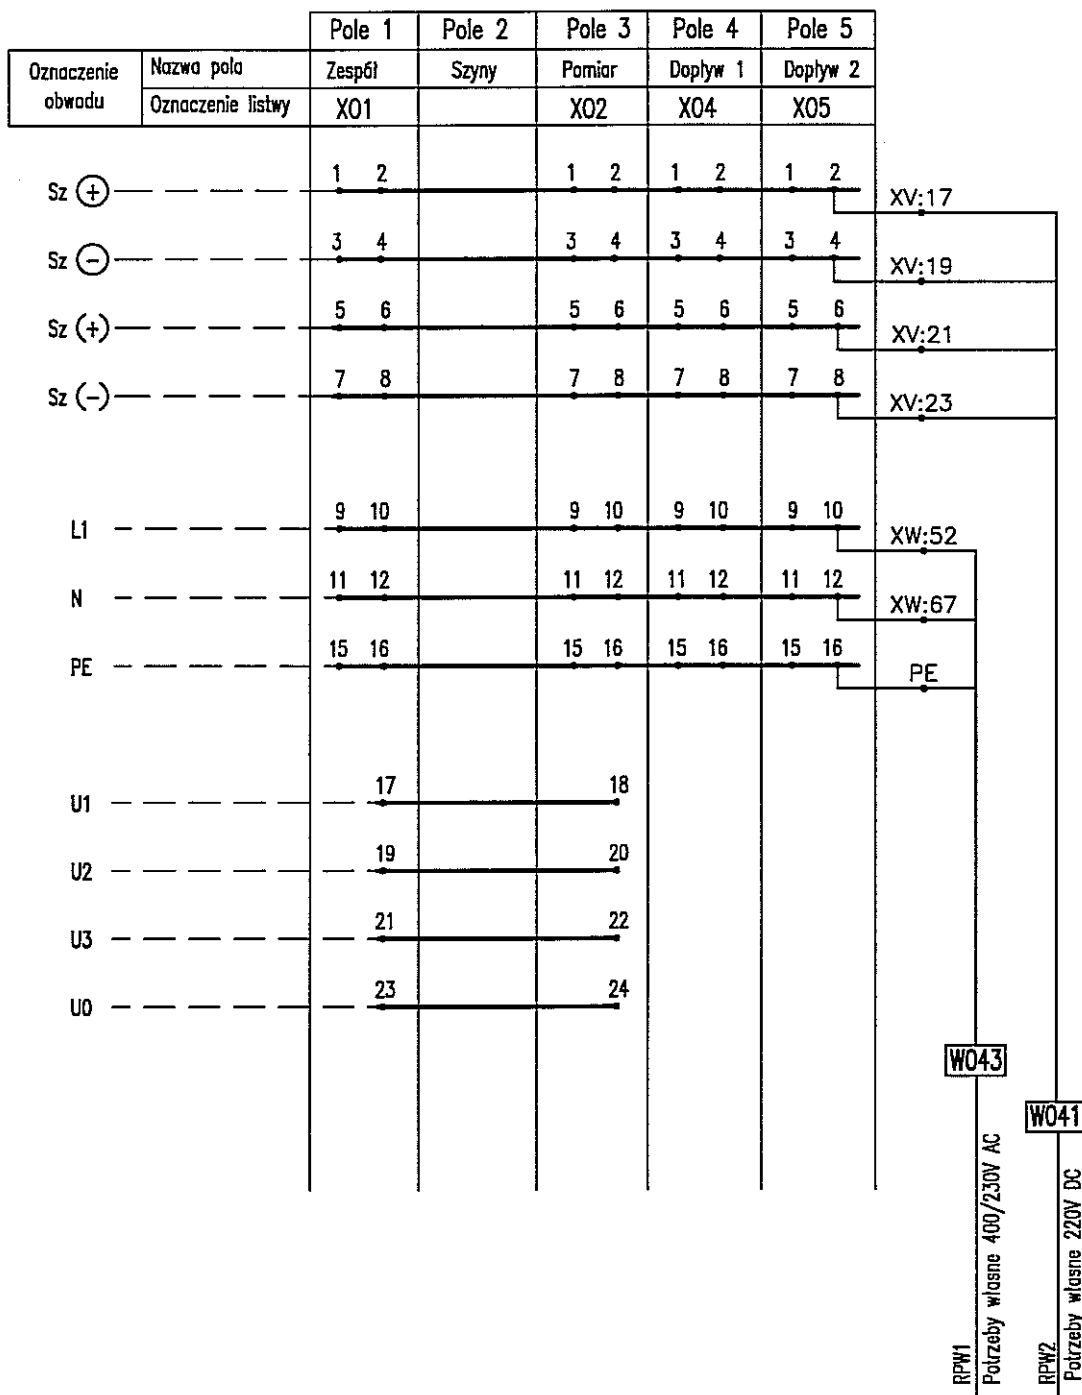 Pole 1 Pole 2 Pole 3 Pole 4 Pole 5
Oznaczenie obwodu Nazwa pola Zespół Szyny Pomiar Dopływ 1 Dopływ 2
Oznaczenie listwy X01 X02 X04 X05
Sz (+) 1 2 1 2 1 2 1 2
XV:17
Sz (-) 3 4 3 4 3 4 3 4
XV:19
Sz (+) 5 6 5 6 5 6 5 6
XV:21
Sz (-) 7 8 7 8 7 8 7 8
XV:23
L1 9 10 9 10 9 10 9 10
XW:52
N 11 12 11 12 11 12 11 12
XW:67
PE 15 16 15 16 15 16 15 16
PE
U1 17 18
U2 19 20
U3 21 22
U0 23 24
W043
W041
RPW1
Potrzeby własne 400/230V AC
RPW2
Potrzeby własne 220V DC